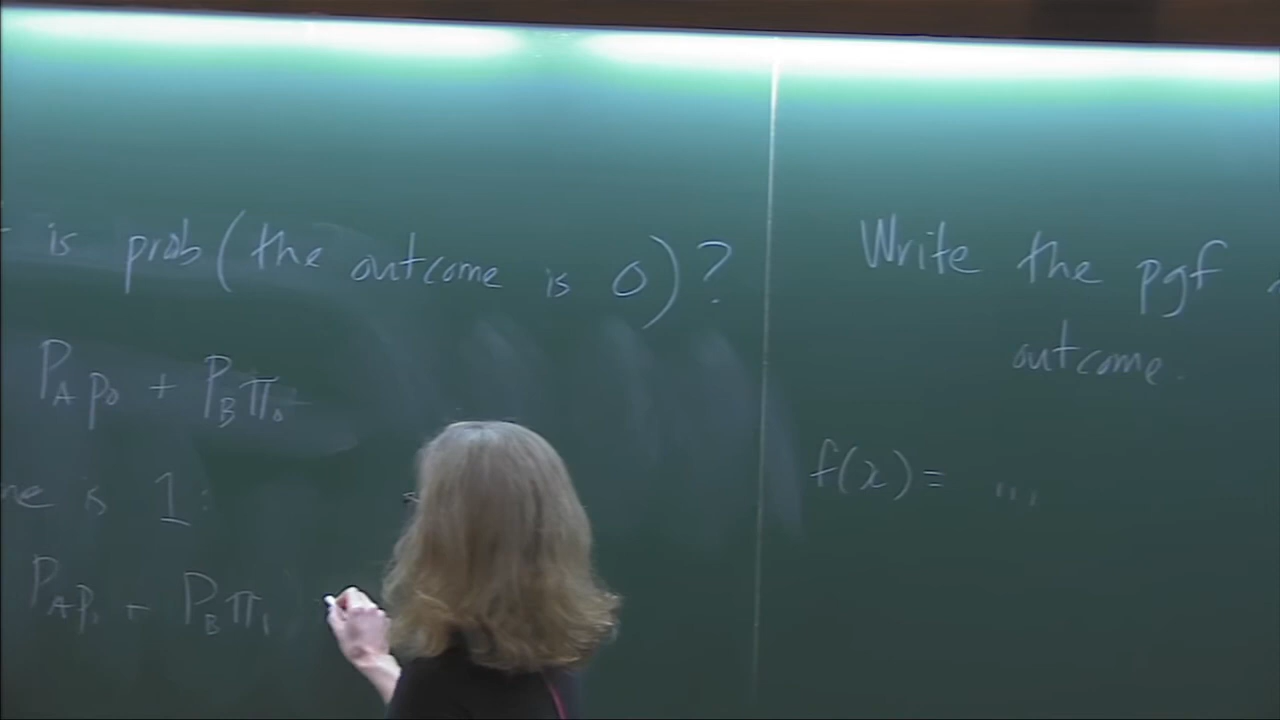 is prob(the outcome is 0)?
P_A p_0 + P_B π_0
is 1:
P_A p_1 + P_B π_1
Write the pgf
outcome.
f(x) = ...